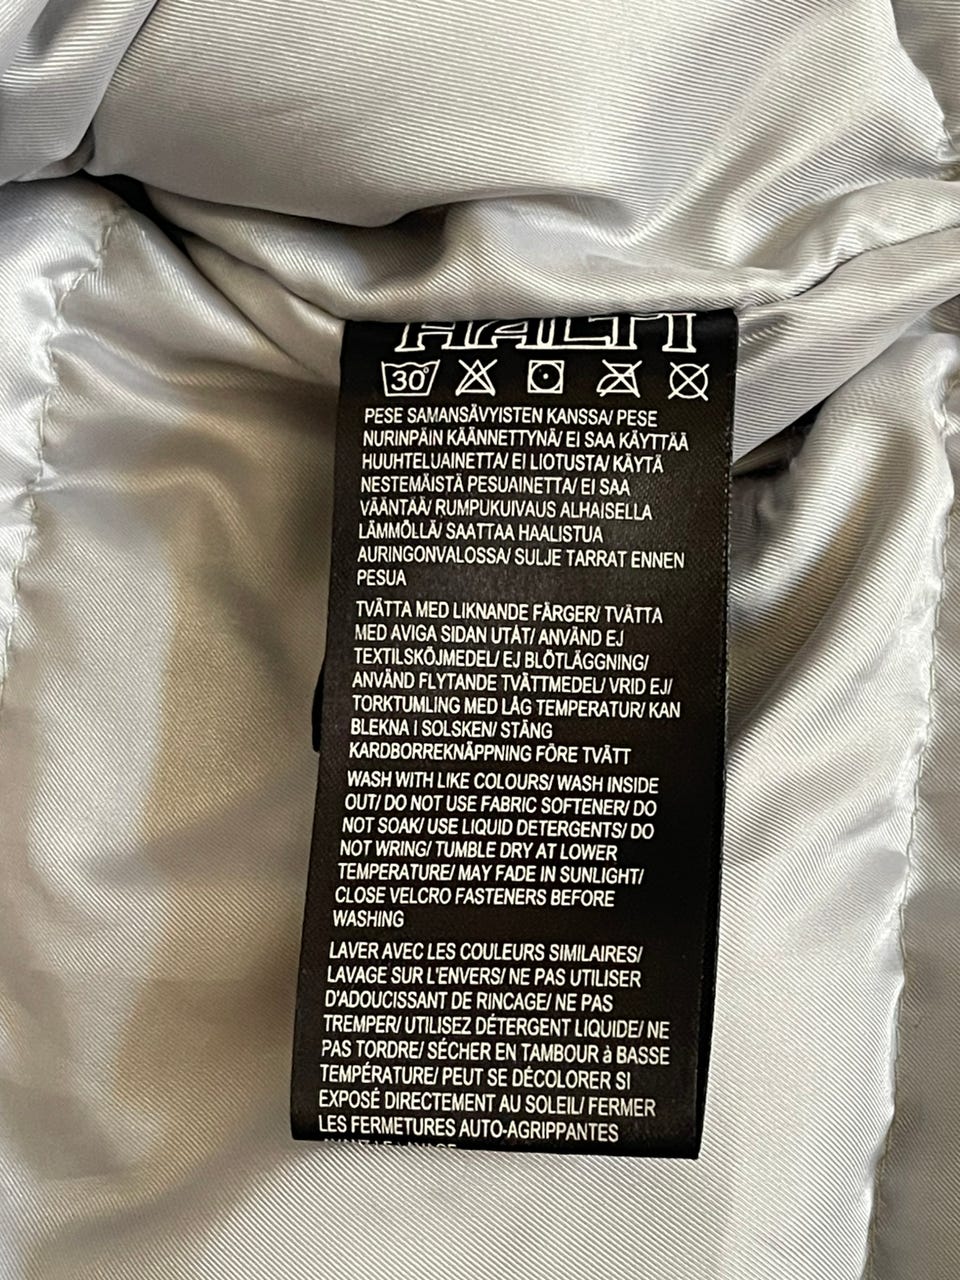 HALTI
30°
PESE SAMANSÄVYISTEN KANSSA/ PESE
NURINPÄIN KÄÄNNETTYNÄ/ EI SAA KÄYTTÄÄ
HUUHTELUAINETTA/ EI LIOTUSTA/ KÄYTÄ
NESTEMÄISTÄ PESUAINETTA/ EI SAA
VÄÄNTÄÄ/ RUMPUKUIVAUS ALHAISELLA
LÄMMÖLLÄ/ SAATTAA HAALISTUA
AURINGONVALOSSA/ SULJE TARRAT ENNEN
PESUA
TVÄTTA MED LIKNANDE FÄRGER/ TVÄTTA
MED AVIGA SIDAN UTÅT/ ANVÄND EJ
TEXTILSKÖJMEDEL/ EJ BLÖTLÄGGNING/
ANVÄND FLYTANDE TVÄTTMEDEL/ VRID EJ/
TORKTUMLING MED LÅG TEMPERATUR/ KAN
BLEKNA I SOLSKEN/ STÄNG
KARDBORREKNÄPPNING FÖRE TVÄTT
WASH WITH LIKE COLOURS/ WASH INSIDE
OUT/ DO NOT USE FABRIC SOFTENER/ DO
NOT SOAK/ USE LIQUID DETERGENTS/ DO
NOT WRING/ TUMBLE DRY AT LOWER
TEMPERATURE/ MAY FADE IN SUNLIGHT/
CLOSE VELCRO FASTENERS BEFORE
WASHING
LAVER AVEC LES COULEURS SIMILAIRES/
LAVAGE SUR L'ENVERS/ NE PAS UTILISER
D'ADOUCISSANT DE RINCAGE/ NE PAS
TREMPER/ UTILISEZ DÉTERGENT LIQUIDE/ NE
PAS TORDRE/ SÉCHER EN TAMBOUR à BASSE
TEMPÉRATURE/ PEUT SE DÉCOLORER SI
EXPOSÉ DIRECTEMENT AU SOLEIL/ FERMER
LES FERMETURES AUTO-AGRIPPANTES